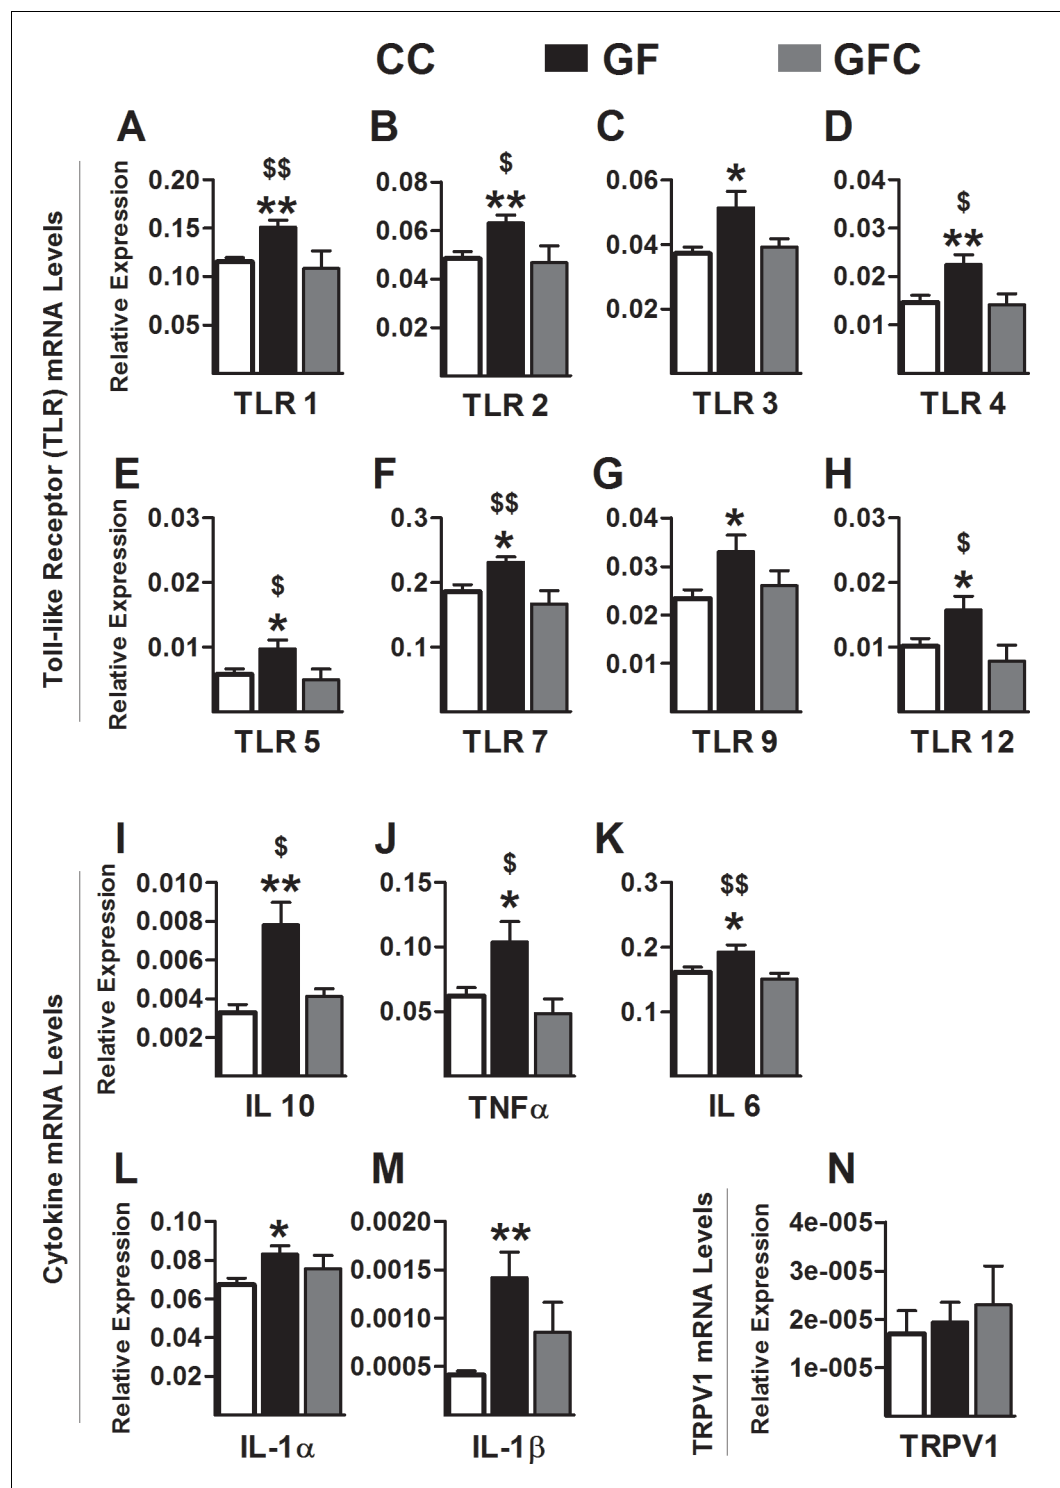 CC GF GFC
Toll-like Receptor (TLR) mRNA Levels
A B C D
Relative Expression
$$
**
0.20
0.15
0.10
0.05
TLR 1
$
**
0.08
0.06
0.04
0.02
TLR 2
*
0.06
0.04
0.02
TLR 3
$
**
0.04
0.03
0.02
0.01
TLR 4
E F G H
Relative Expression
$
*
0.03
0.02
0.01
TLR 5
$$
*
0.3
0.2
0.1
TLR 7
*
0.04
0.03
0.02
0.01
TLR 9
$
*
0.03
0.02
0.01
TLR 12
Cytokine mRNA Levels
I J K
Relative Expression
$
**
0.010
0.008
0.006
0.004
0.002
IL 10
$
*
0.15
0.10
0.05
TNFα
$$
*
0.3
0.2
0.1
IL 6
L M N
Relative Expression
*
0.10
0.08
0.06
0.04
0.02
IL-1α
**
0.0020
0.0015
0.0010
0.0005
IL-1β
TRPV1 mRNA Levels
Relative Expression
4e-005
3e-005
2e-005
1e-005
TRPV1